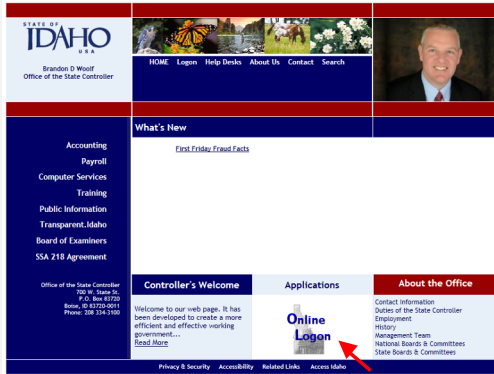 STATE OF
IDAHO
USA
Brandon D Woolf
Office of the State Controller
HOME Logon Help Desks About Us Contact Search
What's New
First Friday Fraud Facts
Accounting
Payroll
Computer Services
Training
Public Information
Transparent.Idaho
Board of Examiners
SSA 218 Agreement
Office of the State Controller
700 W. State St.
P.O. Box 83720
Boise, ID 83720-0011
Phone: 208 334-3100
Controller's Welcome
Welcome to our web page. It has
been developed to create a more
efficient and effective working
government...
Read More
Applications
Online
Logon
About the Office
Contact Information
Duties of the State Controller
Employment
History
Management Team
National Boards & Committees
State Boards & Committees
Privacy & Security Accessibility Related Links Access Idaho